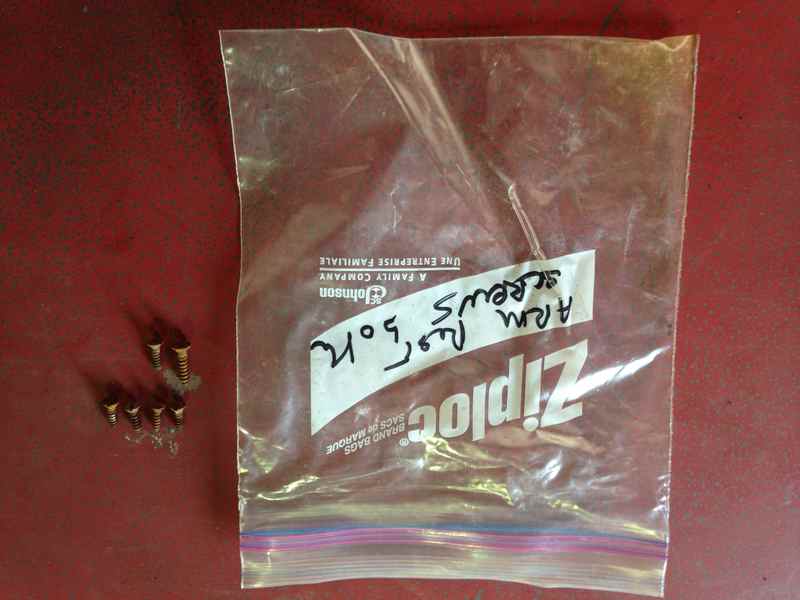 Ziploc®
BRAND BAGS
SACS de MARQUE
ARM Rest
SCREWS
SC Johnson
A FAMILY COMPANY
UNE ENTREPRISE FAMILIALE